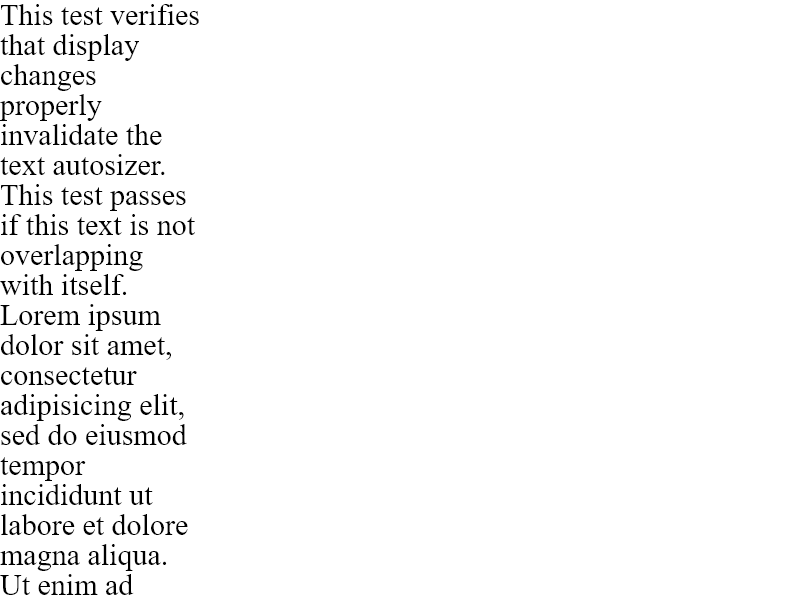 This test verifies
that display
changes
properly
invalidate the
text autosizer.
This test passes
if this text is not
overlapping
with itself.
Lorem ipsum
dolor sit amet,
consectetur
adipisicing elit,
sed do eiusmod
tempor
incididunt ut
labore et dolore
magna aliqua.
Ut enim ad